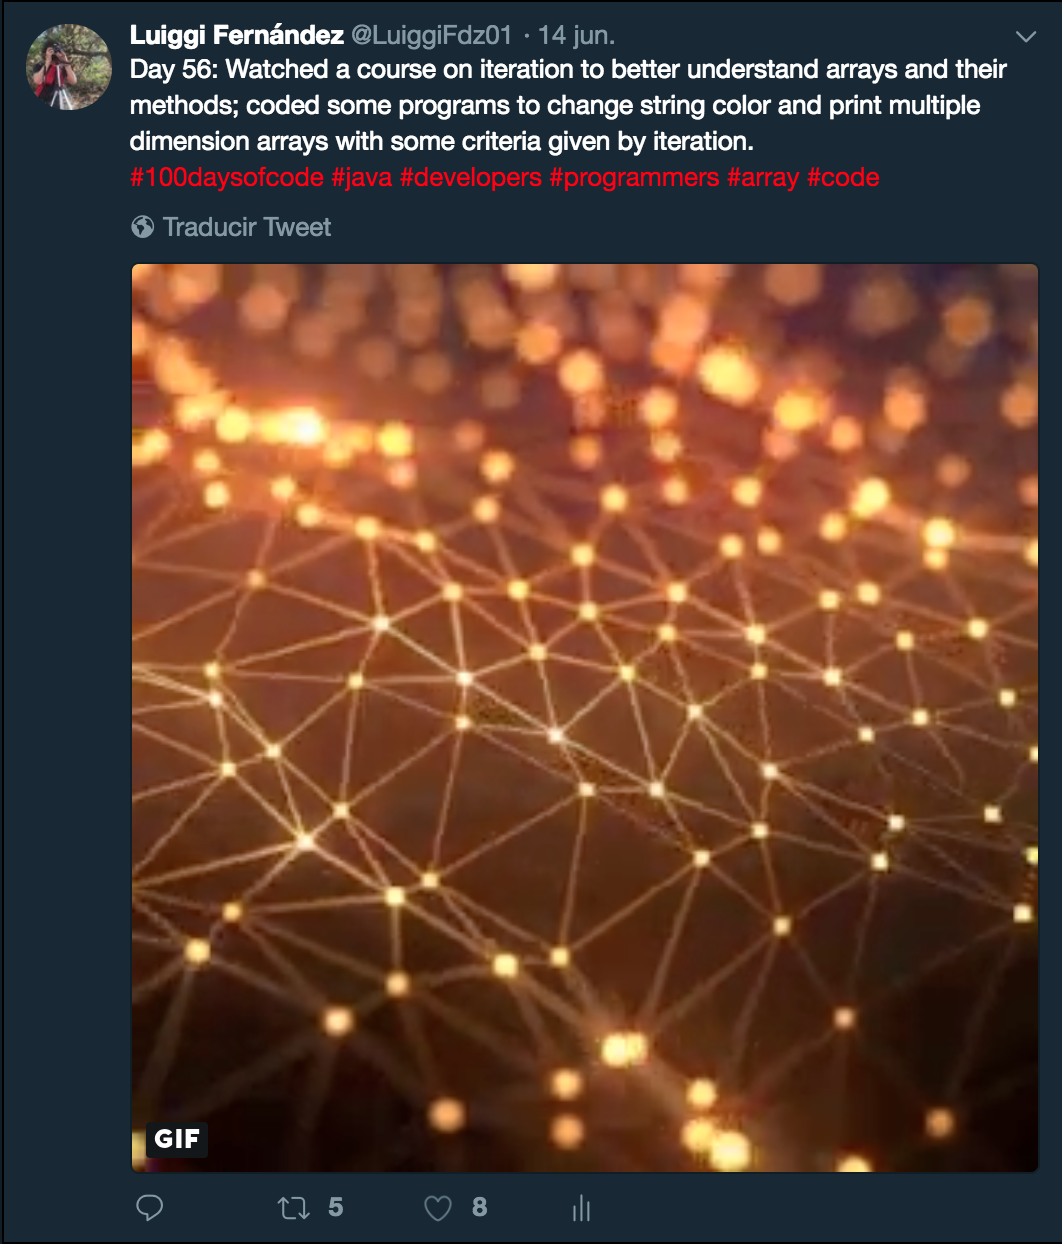 Luiggi Fernández @LuiggiFdz01 · 14 jun.
Day 56: Watched a course on iteration to better understand arrays and their
methods; coded some programs to change string color and print multiple
dimension arrays with some criteria given by iteration.
#100daysofcode #java #developers #programmers #array #code
Traducir Tweet
GIF
5 8